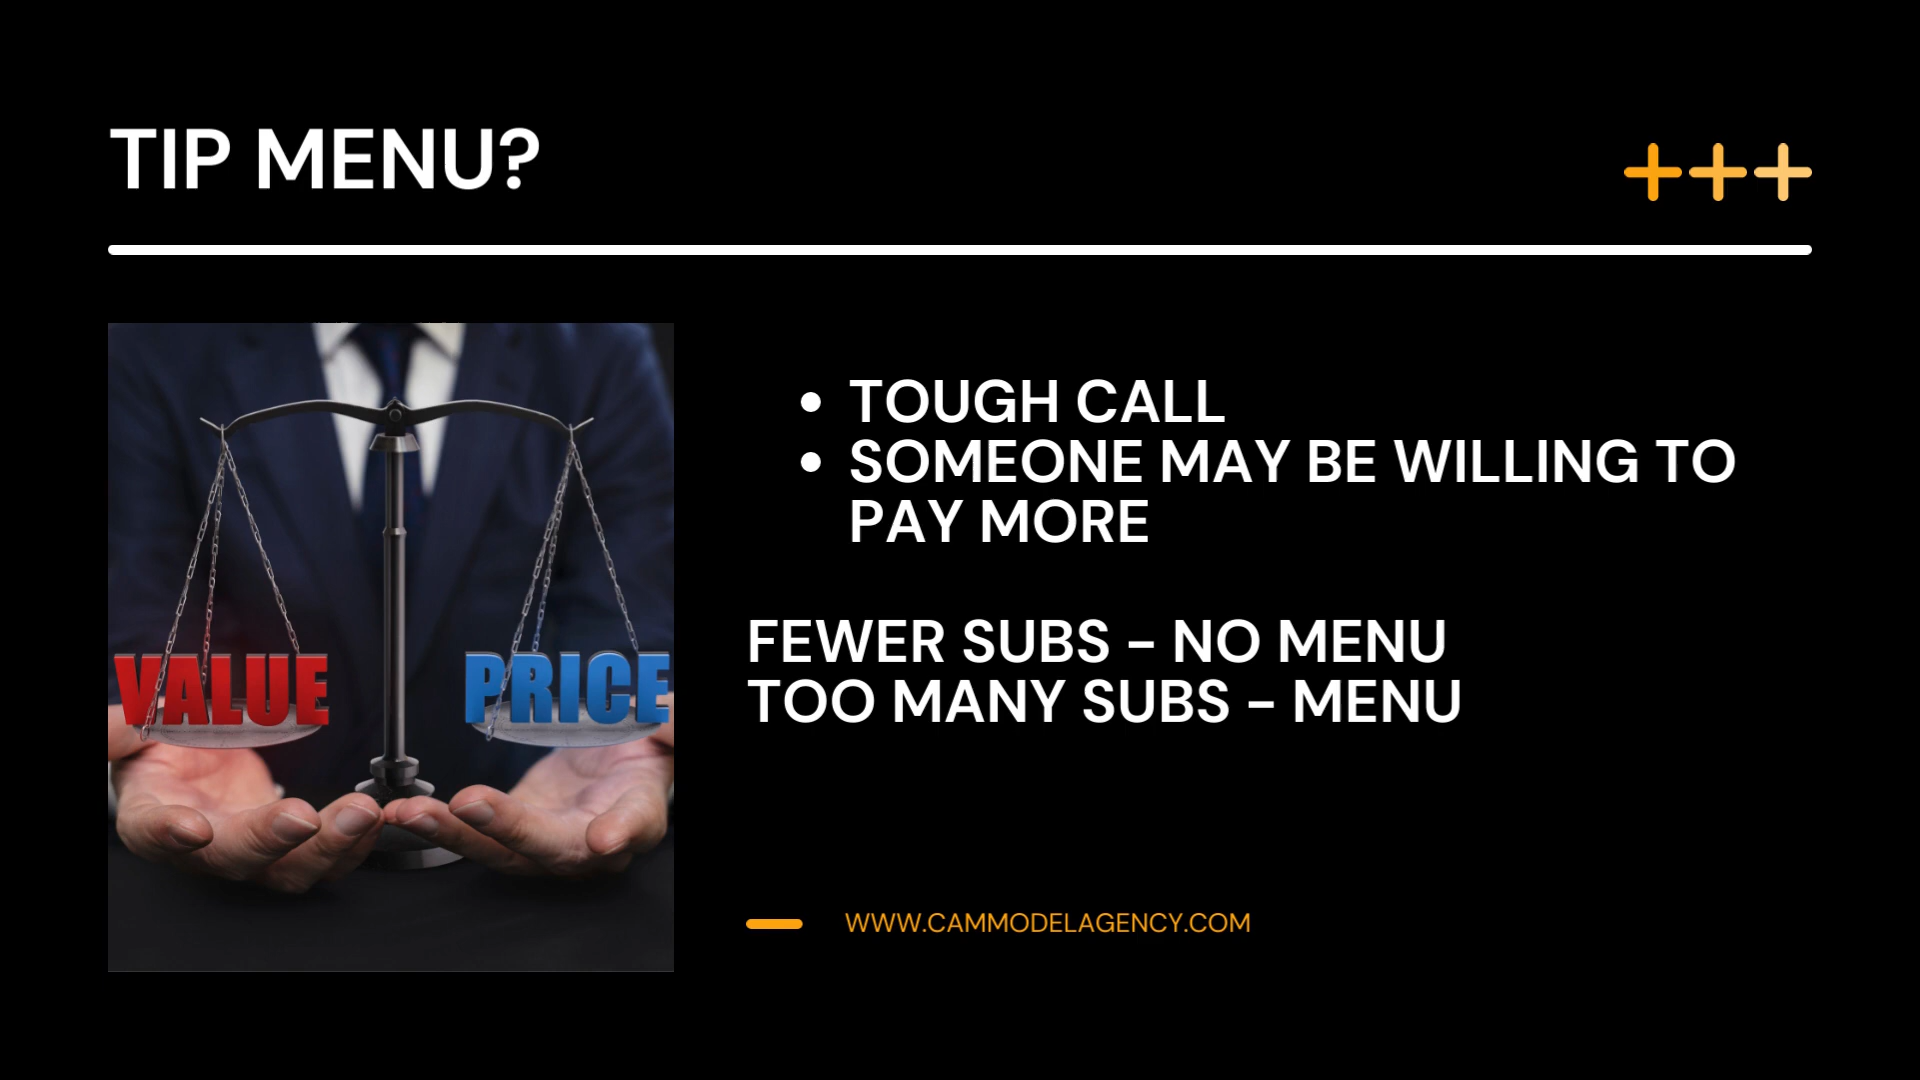 TIP MENU?
VALUE
PRICE
• TOUGH CALL
• SOMEONE MAY BE WILLING TO
PAY MORE
FEWER SUBS – NO MENU
TOO MANY SUBS – MENU
WWW.CAMMODELAGENCY.COM